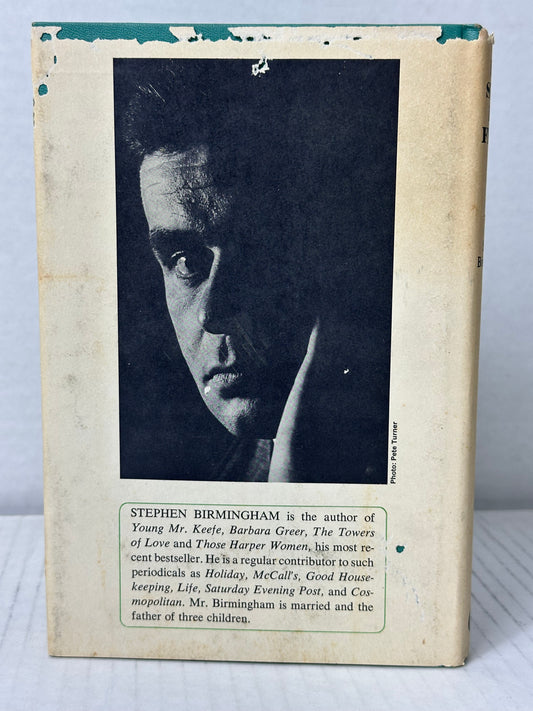 Photo: Pete Turner
STEPHEN BIRMINGHAM is the author of
Young Mr. Keefe, Barbara Greer, The Towers
of Love and Those Harper Women, his most re-
cent bestseller. He is a regular contributor to such
periodicals as Holiday, McCall's, Good House-
keeping, Life, Saturday Evening Post, and Cos-
mopolitan. Mr. Birmingham is married and the
father of three children.